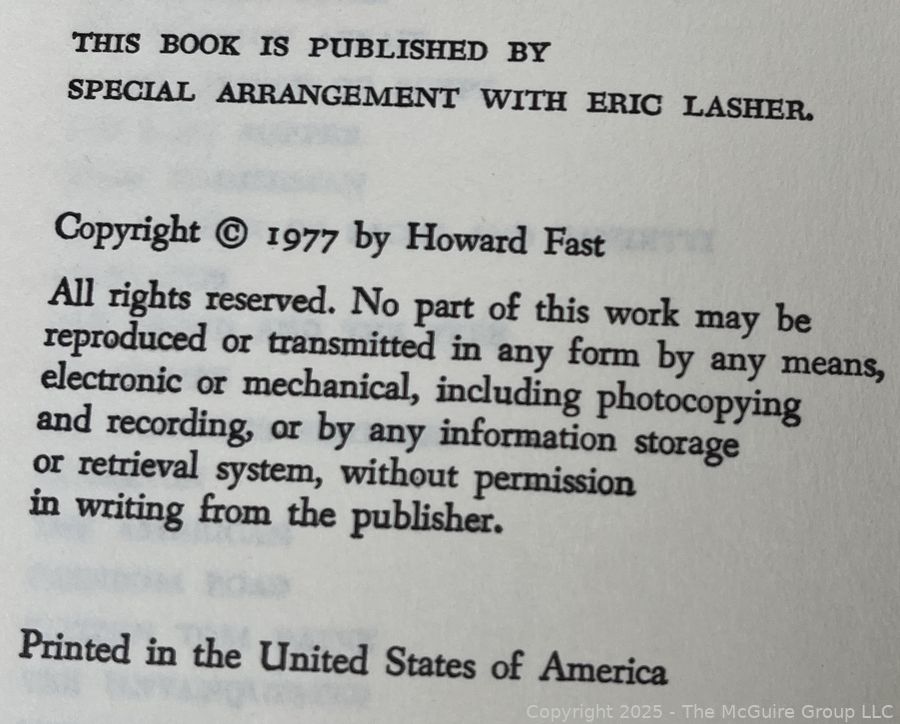 THIS BOOK IS PUBLISHED BY
SPECIAL ARRANGEMENT WITH ERIC LASHER.
Copyright © 1977 by Howard Fast
All rights reserved. No part of this work may be
reproduced or transmitted in any form by any means,
electronic or mechanical, including photocopying
and recording, or by any information storage
or retrieval system, without permission
in writing from the publisher.
Printed in the United States of America
Copyright 2025 - The McGuire Group LLC